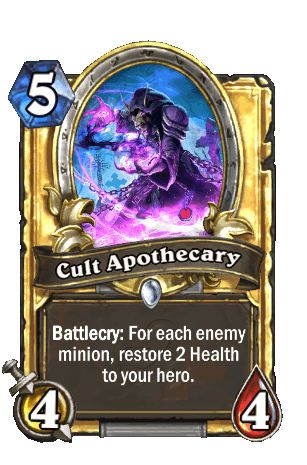 5
Cult Apothecary
Battlecry: For each enemy
minion, restore 2 Health
to your hero.
4
4